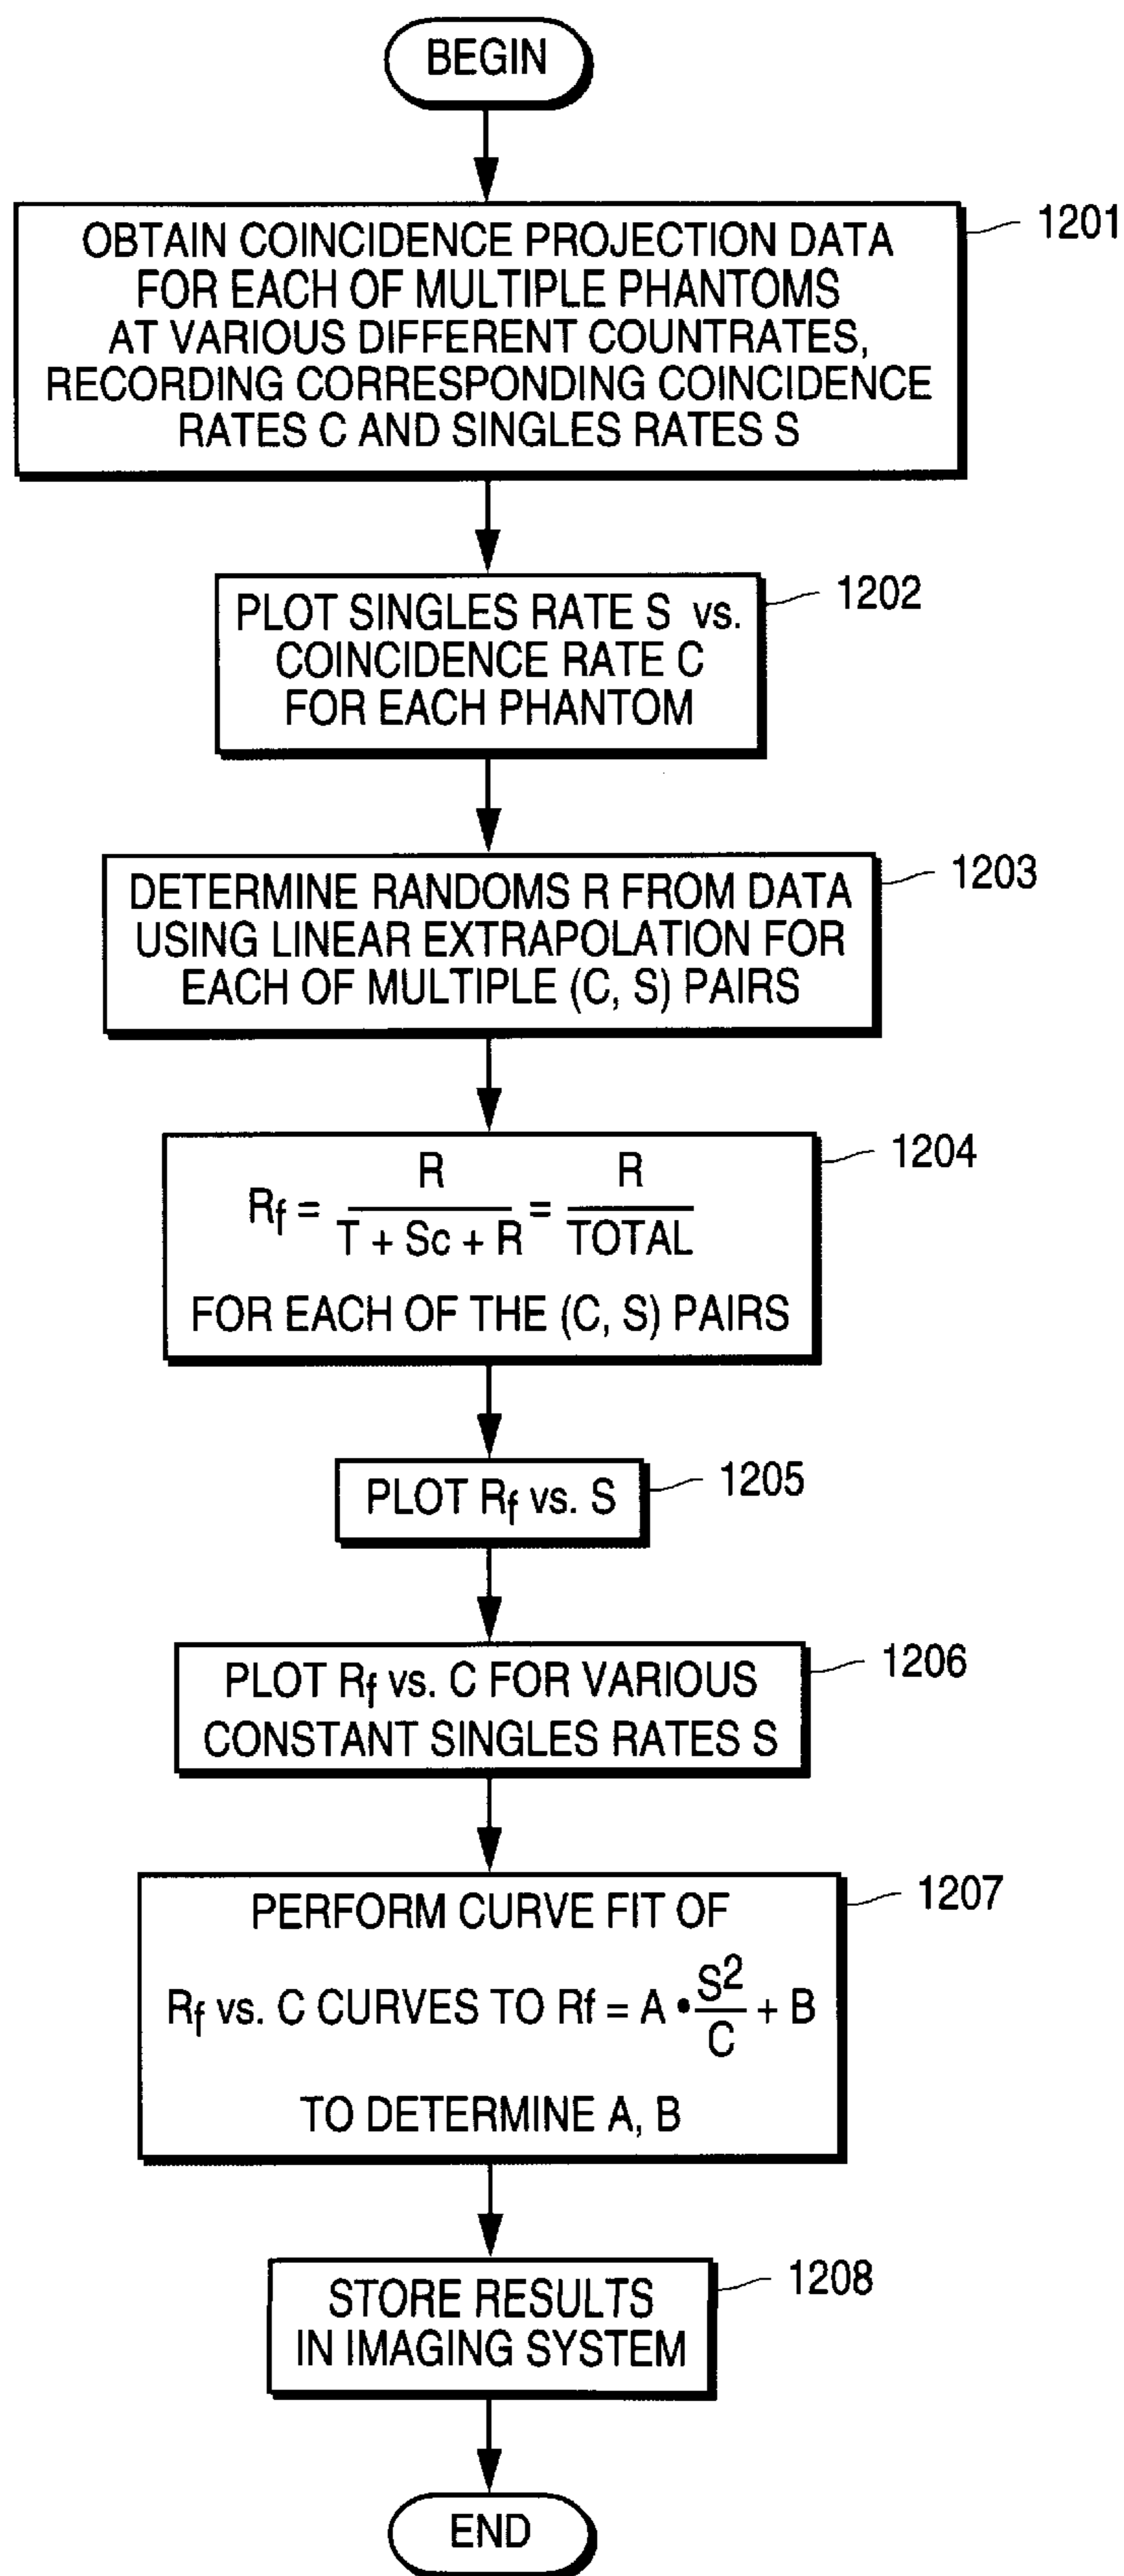 BEGIN
OBTAIN COINCIDENCE PROJECTION DATA
FOR EACH OF MULTIPLE PHANTOMS
AT VARIOUS DIFFERENT COUNTRATES,
RECORDING CORRESPONDING COINCIDENCE
RATES C AND SINGLES RATES S
1201
PLOT SINGLES RATE S vs.
COINCIDENCE RATE C
FOR EACH PHANTOM
1202
DETERMINE RANDOMS R FROM DATA
USING LINEAR EXTRAPOLATION FOR
EACH OF MULTIPLE (C, S) PAIRS
1203
Rf = R / (T + Sc + R) = R / TOTAL
FOR EACH OF THE (C, S) PAIRS
1204
PLOT Rf vs. S
1205
PLOT Rf vs. C FOR VARIOUS
CONSTANT SINGLES RATES S
1206
PERFORM CURVE FIT OF
Rf vs. C CURVES TO Rf = A • S² / C + B
TO DETERMINE A, B
1207
STORE RESULTS
IN IMAGING SYSTEM
1208
END